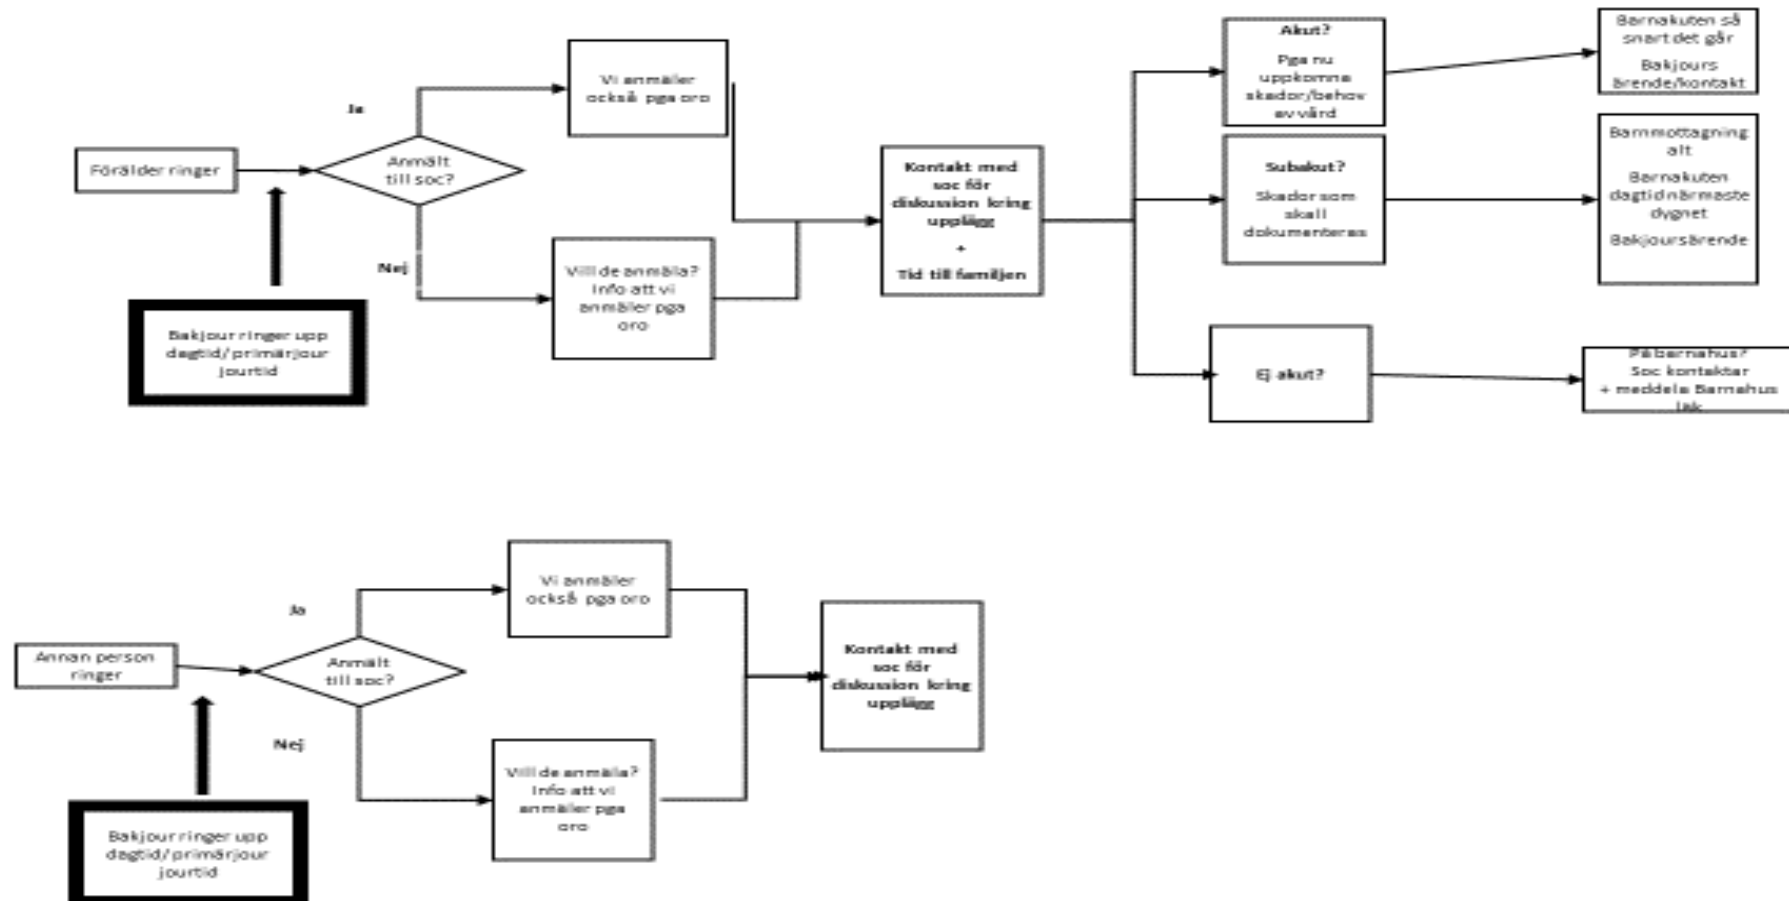 Förälder ringer
Bakjour ringer upp
dagtid/ primärjour
jourtid
Ja
Anmält
till soc?
Nej
Vi anmäler
också pga oro
Vill de anmäla?
Info att vi
anmäler pga
oro
Kontakt med
soc för
diskussion kring
upplägg
+
Tid till familjen
Akut?
Pga nu
uppkomna
skador/behov
av vård
Barnakuten så
snart det går
Bakjours
ärende/kontakt
Subakut?
Skador som
skall
dokumenteras
Barnmottagning
alt
Barnakuten
dagtid närmaste
dygnet
Bakjoursärende
Ej akut?
På barnahus?
Soc kontaktar
+ meddela Barnahus
läk
Annan person
ringer
Bakjour ringer upp
dagtid/ primärjour
jourtid
Ja
Anmält
till soc?
Nej
Vi anmäler
också pga oro
Vill de anmäla?
Info att vi
anmäler pga
oro
Kontakt med
soc för
diskussion kring
upplägg